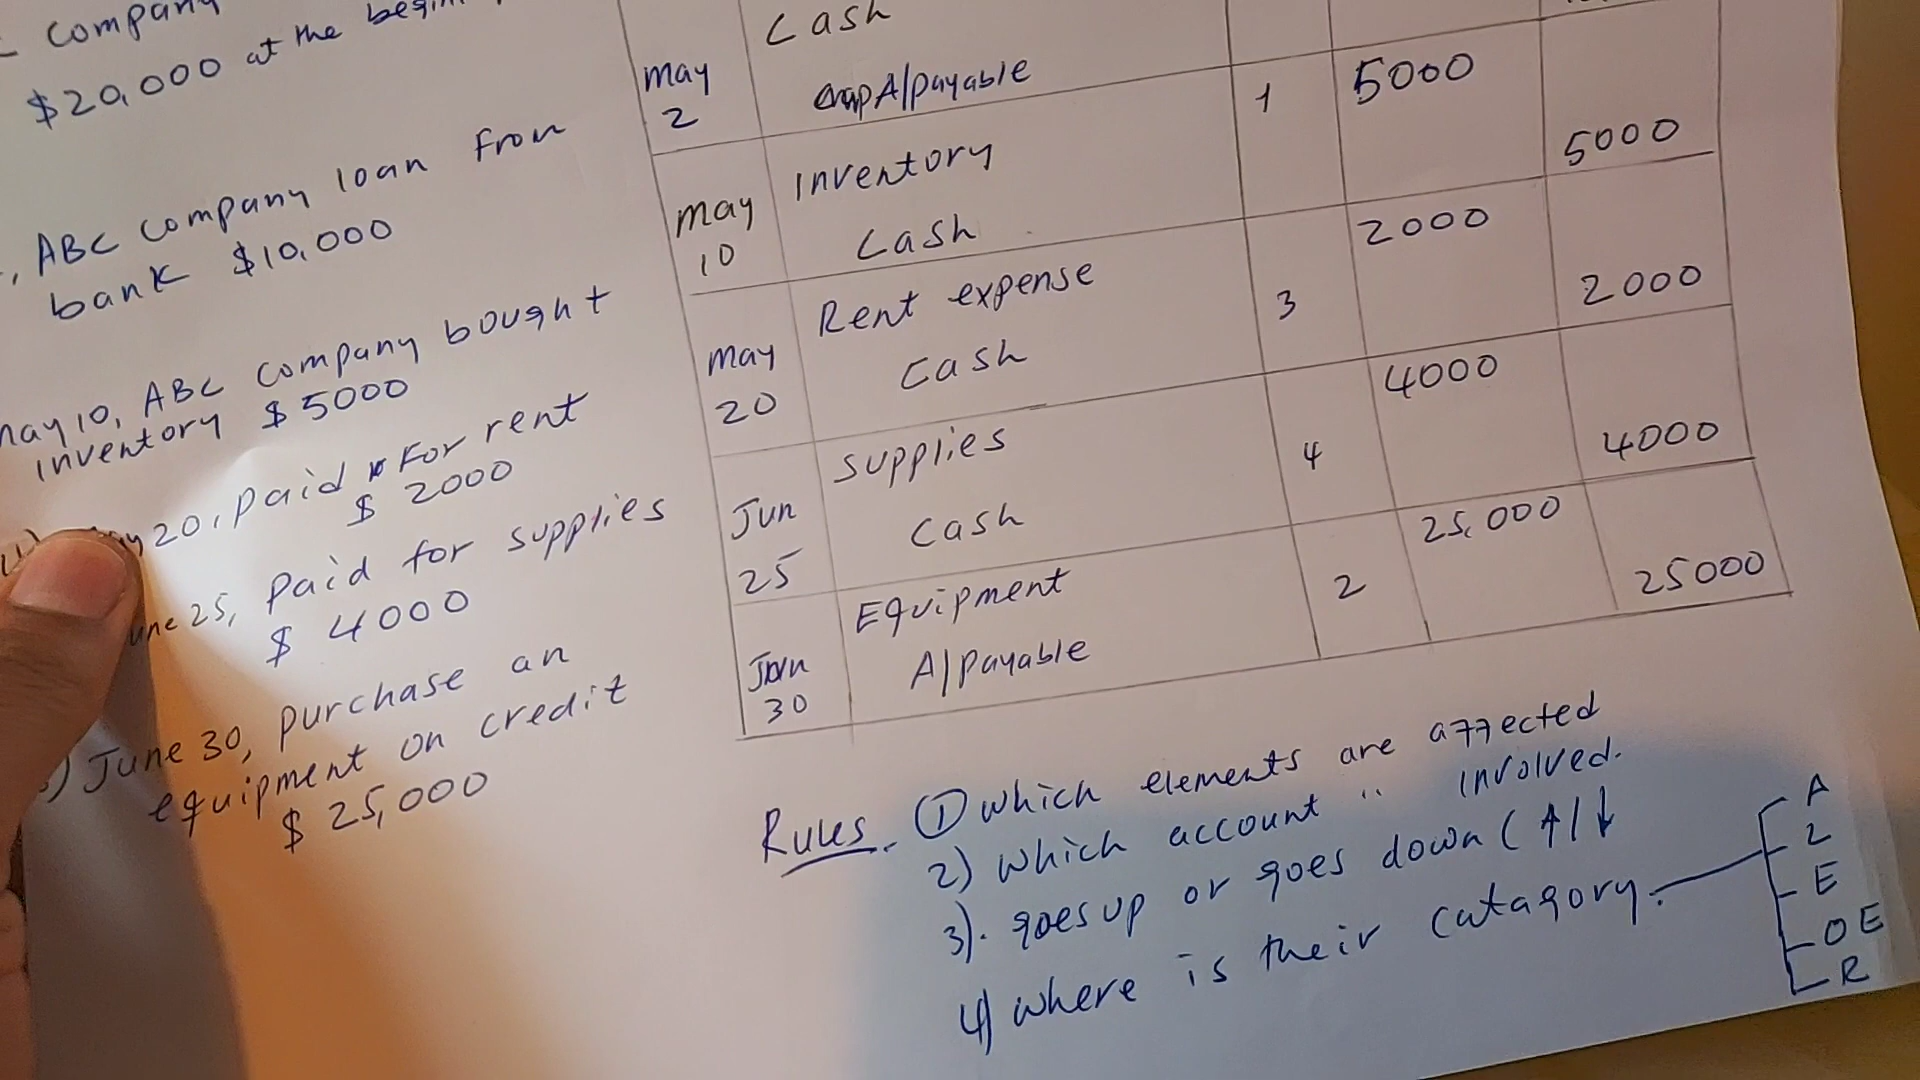 company
$20,000 at the
ABC company loan from
bank $10,000
may 10, ABC company bought
inventory $5000
20, paid for rent
$ 2000
June 25, paid for supplies
$ 4000
June 30, purchase an
equipment on credit
$ 25,000
Cash
may 2 A/payable
may 10 Inventory 1 5000
Cash 5000
may 20 Rent expense 3 2000
Cash 2000
Jun 25 Supplies 4 4000
Cash 4000
Jun 30 Equipment 2 25,000
A/payable 25000
Rules. ① which elements are affected
2) which account " involved.
3). goes up or goes down (↑/↓
4) where is their catagory.
A
L
E
OE
R